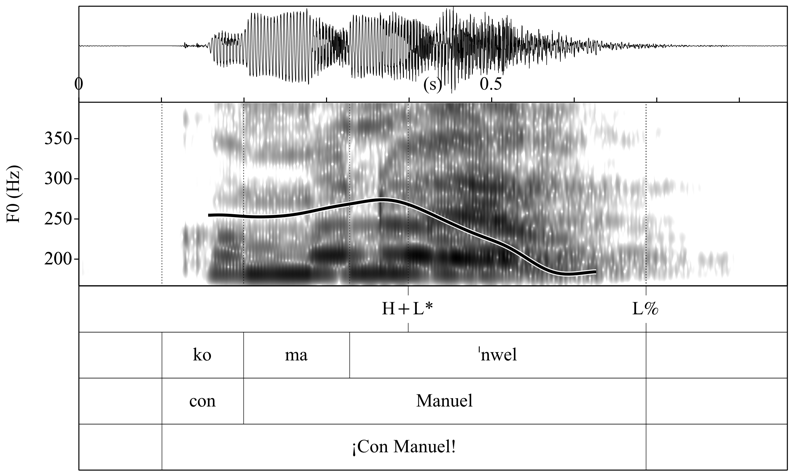 0 (s) 0.5
350
300
250
200
F0 (Hz)
H+L* L%
ko ma ˈnwel
con Manuel
¡Con Manuel!